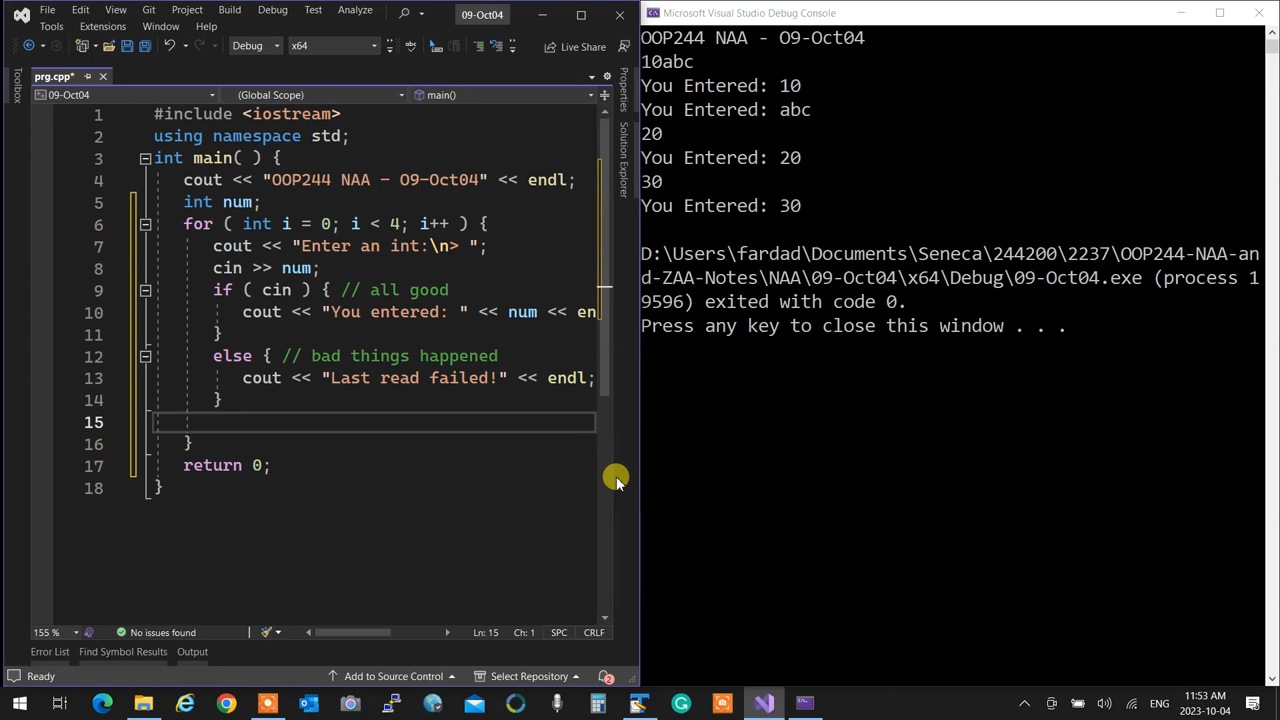 File Edit View Git Project Build Debug Test Analyze 09-Oct04
Tools Extensions Window Help
Debug x64 Live Share
prg.cpp*
09-Oct04 (Global Scope) main()
Toolbox
Properties
Solution Explorer
1 #include <iostream>
2 using namespace std;
3 int main( ) {
4 cout << "OOP244 NAA - O9-Oct04" << endl;
5 int num;
6 for ( int i = 0; i < 4; i++ ) {
7 cout << "Enter an int:\n> ";
8 cin >> num;
9 if ( cin ) { // all good
10 cout << "You entered: " << num << en
11 }
12 else { // bad things happened
13 cout << "Last read failed!" << endl;
14 }
15
16 }
17 return 0;
18 }
155 % No issues found Ln: 15 Ch: 1 SPC CRLF
Error List Find Symbol Results Output
Ready Add to Source Control Select Repository 2
Microsoft Visual Studio Debug Console
OOP244 NAA - O9-Oct04
10abc
You Entered: 10
You Entered: abc
20
You Entered: 20
30
You Entered: 30
D:\Users\fardad\Documents\Seneca\244200\2237\OOP244-NAA-an
d-ZAA-Notes\NAA\09-Oct04\x64\Debug\09-Oct04.exe (process 1
9596) exited with code 0.
Press any key to close this window . . .
ENG 11:53 AM
2023-10-04